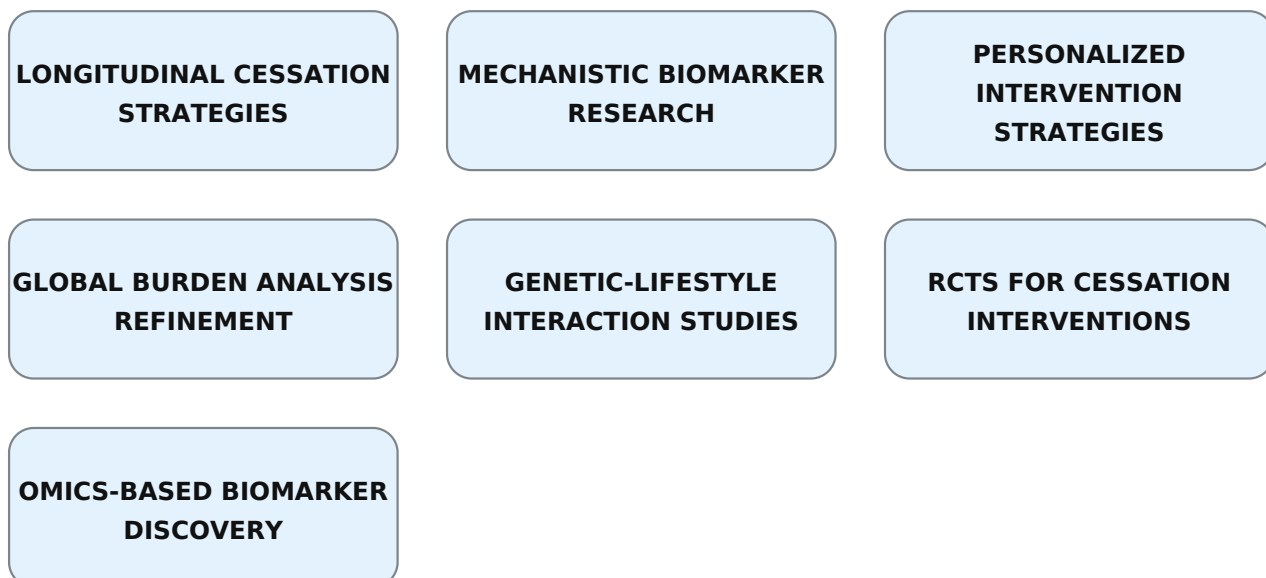 LONGITUDINAL CESSATION
STRATEGIES
MECHANISTIC BIOMARKER
RESEARCH
PERSONALIZED
INTERVENTION
STRATEGIES
GLOBAL BURDEN ANALYSIS
REFINEMENT
GENETIC-LIFESTYLE
INTERACTION STUDIES
RCTS FOR CESSATION
INTERVENTIONS
OMICS-BASED BIOMARKER
DISCOVERY